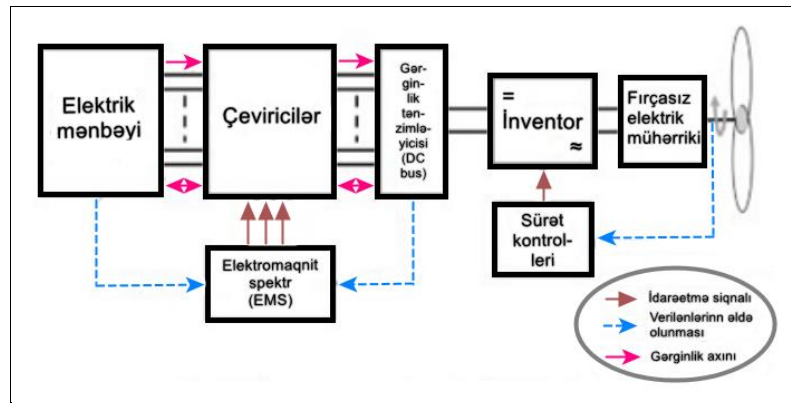 Elektrik
mənbəyi
Çeviricilər
Gər-
gin-
lik
tən-
zimlə-
yicisi
(DC
bus)
=
İnventor
≈
Fırçasız
elektrik
mühərriki
Elektromaqnit
spektr
(EMS)
Sürət
kontrol-
leri
İdarəetmə siqnalı
Verilənlərinn əldə
olunması
Gərginlik axını